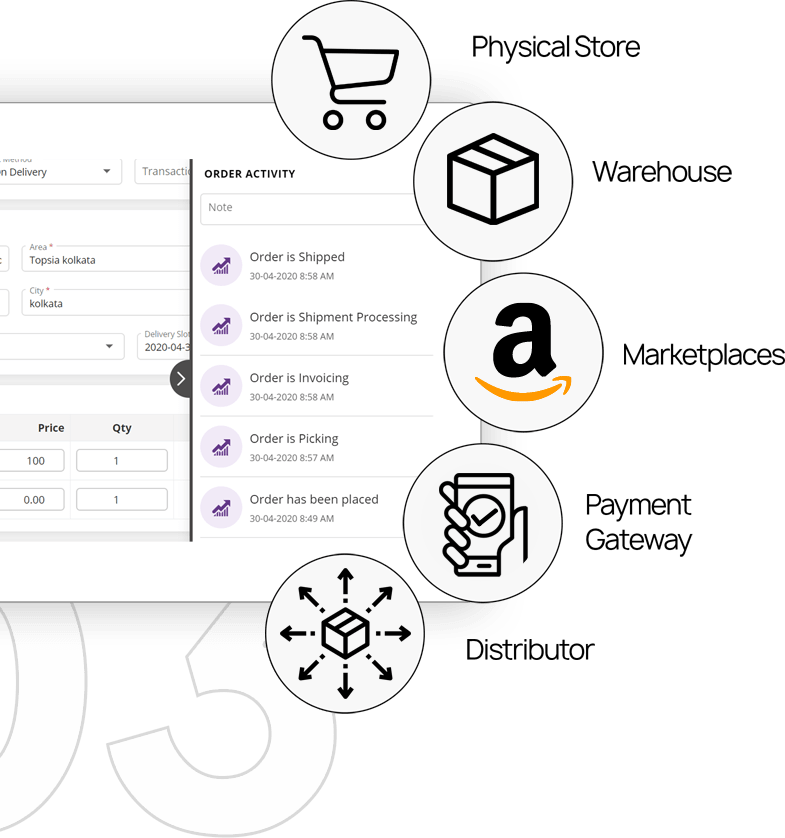 Physical Store
Warehouse
Marketplaces
Payment
Gateway
Distributor
n Delivery
Transacti
Area *
Topsia kolkata
City *
kolkata
Delivery Slot
2020-04-3
Price
Qty
100
1
0.00
1
ORDER ACTIVITY
Note
Order is Shipped
30-04-2020 8:58 AM
Order is Shipment Processing
30-04-2020 8:58 AM
Order is Invoicing
30-04-2020 8:58 AM
Order is Picking
30-04-2020 8:57 AM
Order has been placed
30-04-2020 8:49 AM
a
03